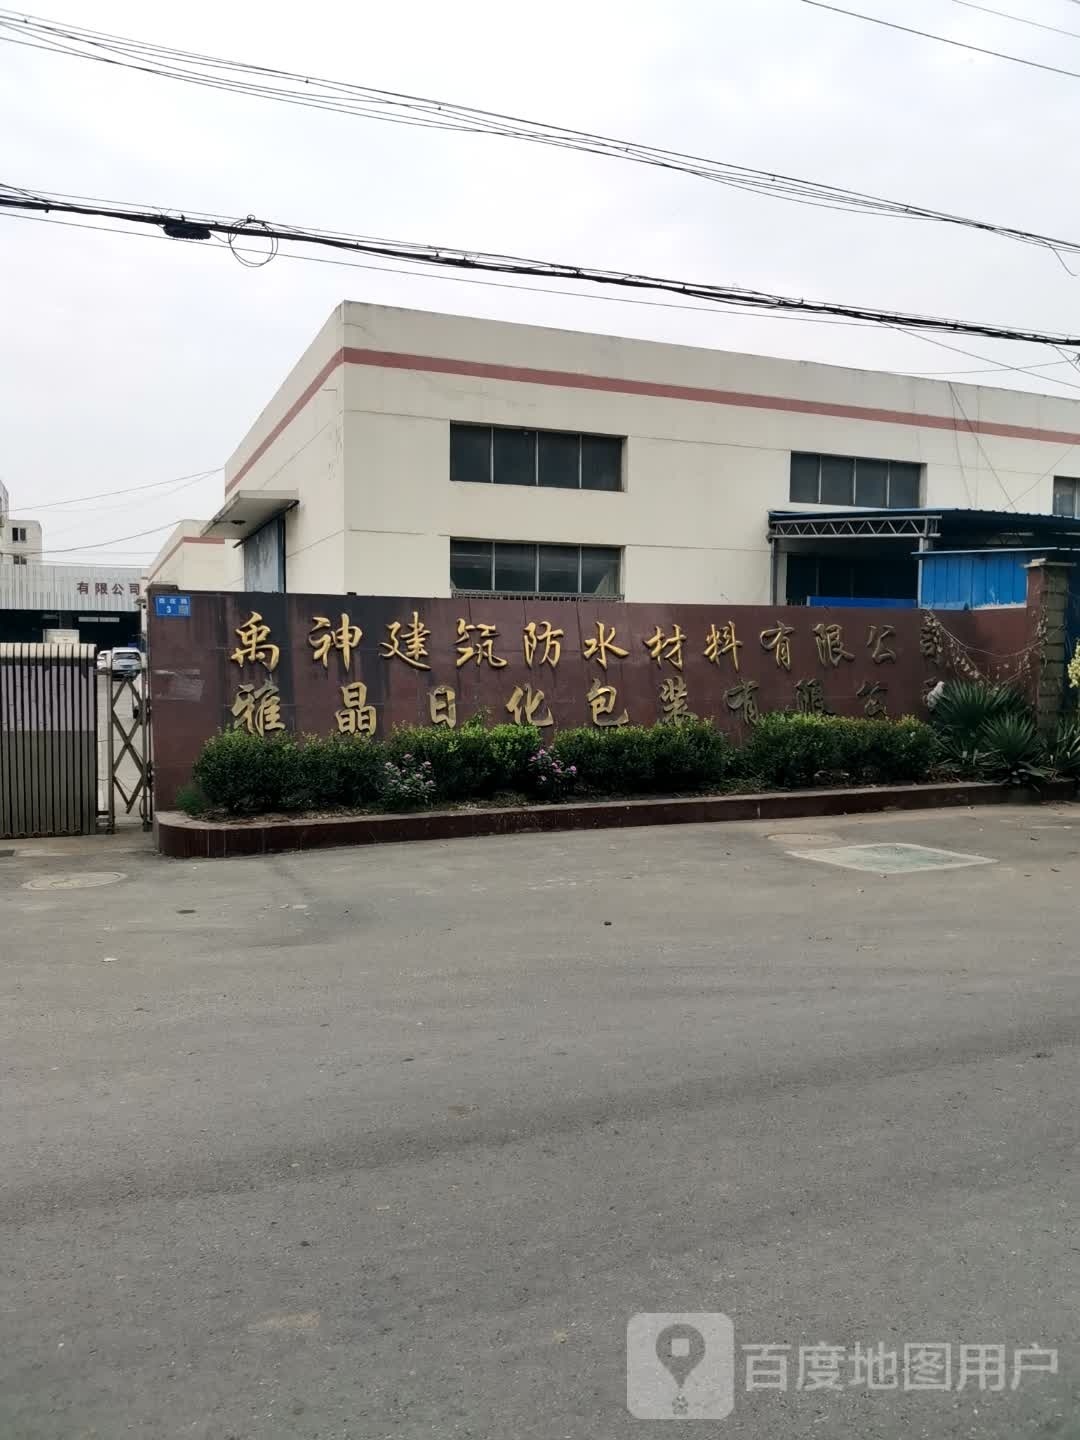 有限公司
3
禹神建筑防水材料有限公司
雅晶日化包装有限公司
百度地图用户